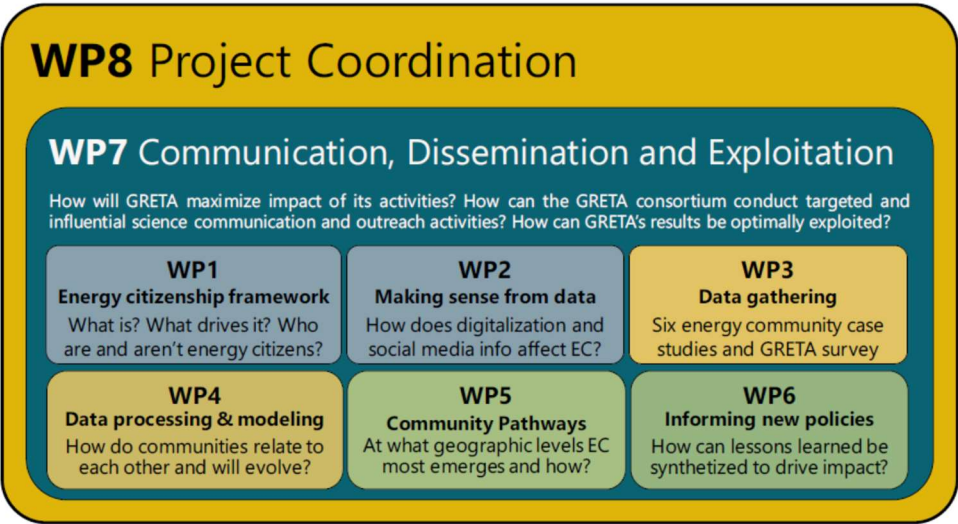 WP8 Project Coordination
WP7 Communication, Dissemination and Exploitation
How will GRETA maximize impact of its activities? How can the GRETA consortium conduct targeted and
influential science communication and outreach activities? How can GRETA's results be optimally exploited?
WP1
Energy citizenship framework
What is? What drives it? Who
are and aren't energy citizens?
WP2
Making sense from data
How does digitalization and
social media info affect EC?
WP3
Data gathering
Six energy community case
studies and GRETA survey
WP4
Data processing & modeling
How do communities relate to
each other and will evolve?
WP5
Community Pathways
At what geographic levels EC
most emerges and how?
WP6
Informing new policies
How can lessons learned be
synthetized to drive impact?